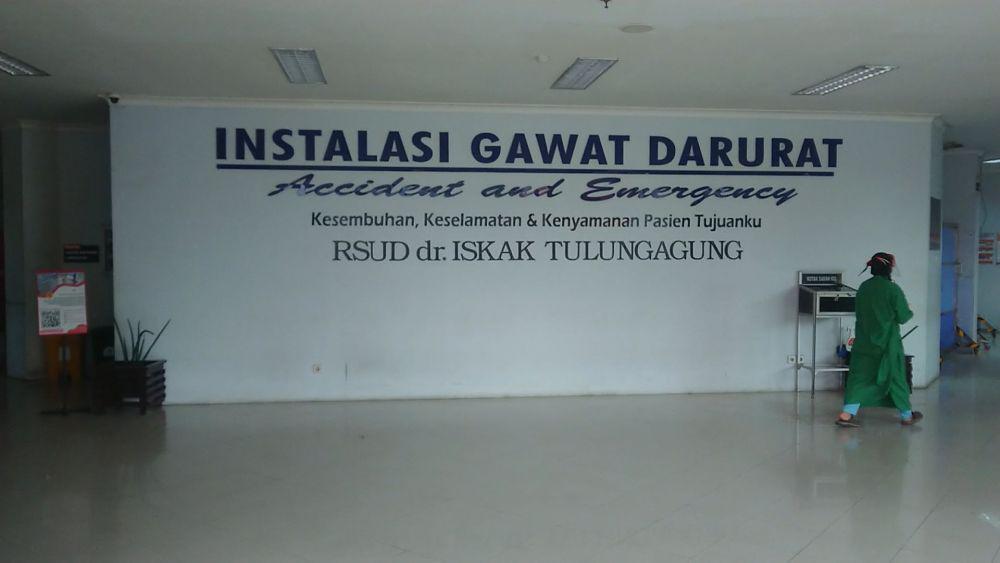 INSTALASI GAWAT DARURAT
Accident and Emergency
Kesembuhan, Keselamatan & Kenyamanan Pasien Tujuanku
RSUD dr. ISKAK TULUNGAGUNG